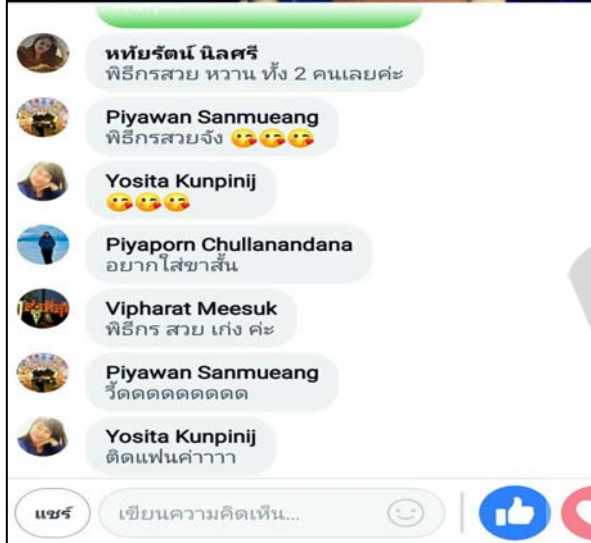 หทัยรัตน์ นิลศรี
พิธีกรสวย หวาน ทั้ง 2 คนเลยค่ะ
Piyawan Sanmueang
พิธีกรสวยจัง 😘😘😘
Yosita Kunpinij
😘😘😘
Piyaporn Chullanandana
อยากใส่ขาสั้น
Vipharat Meesuk
พิธีกร สวย เก่ง ค่ะ
Piyawan Sanmueang
วี้ดดดดดดดดด
Yosita Kunpinij
ติดแฟนค่าาาา
แชร์
เขียนความคิดเห็น...